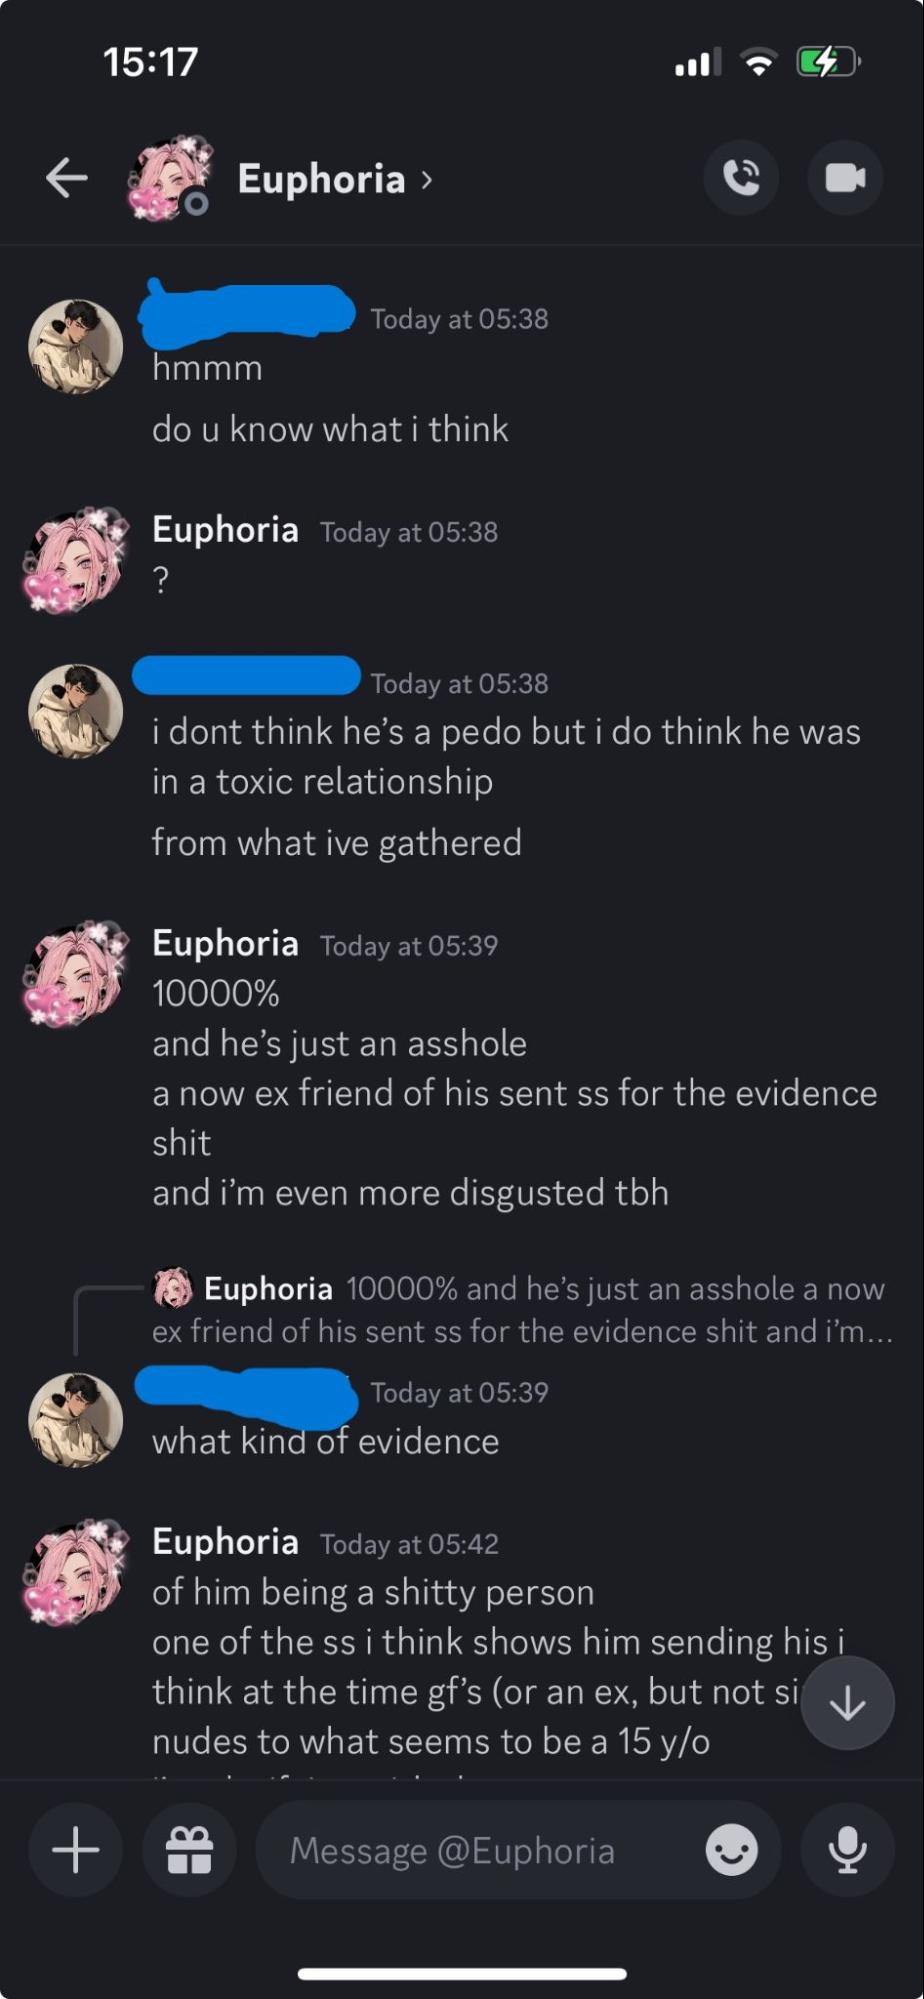 15:17
Euphoria ›
Today at 05:38
hmmm
do u know what i think
Euphoria Today at 05:38
?
Today at 05:38
i dont think he's a pedo but i do think he was
in a toxic relationship
from what ive gathered
Euphoria Today at 05:39
10000%
and he's just an asshole
a now ex friend of his sent ss for the evidence
shit
and i'm even more disgusted tbh
Euphoria 10000% and he's just an asshole a now
ex friend of his sent ss for the evidence shit and i'm...
Today at 05:39
what kind of evidence
Euphoria Today at 05:42
of him being a shitty person
one of the ss i think shows him sending his i
think at the time gf's (or an ex, but not
nudes to what seems to be a 15 y/o
Message @Euphoria